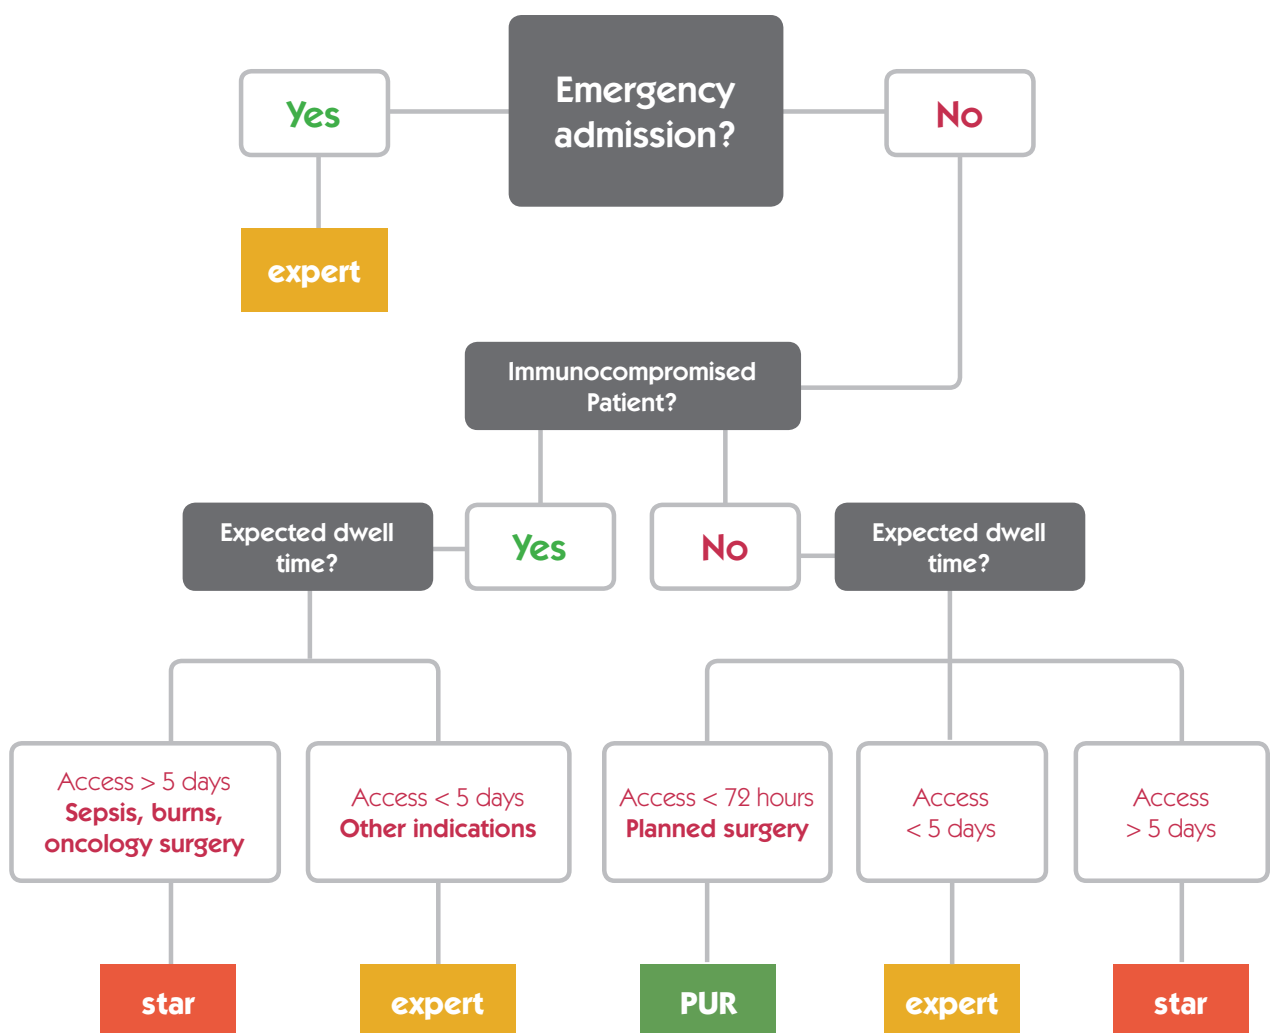 Emergency
admission?
Yes
No
expert
Immunocompromised
Patient?
Expected dwell
time?
Yes
No
Expected dwell
time?
Access > 5 days
Sepsis, burns,
oncology surgery
Access < 5 days
Other indications
Access < 72 hours
Planned surgery
Access
< 5 days
Access
> 5 days
star
expert
PUR
expert
star